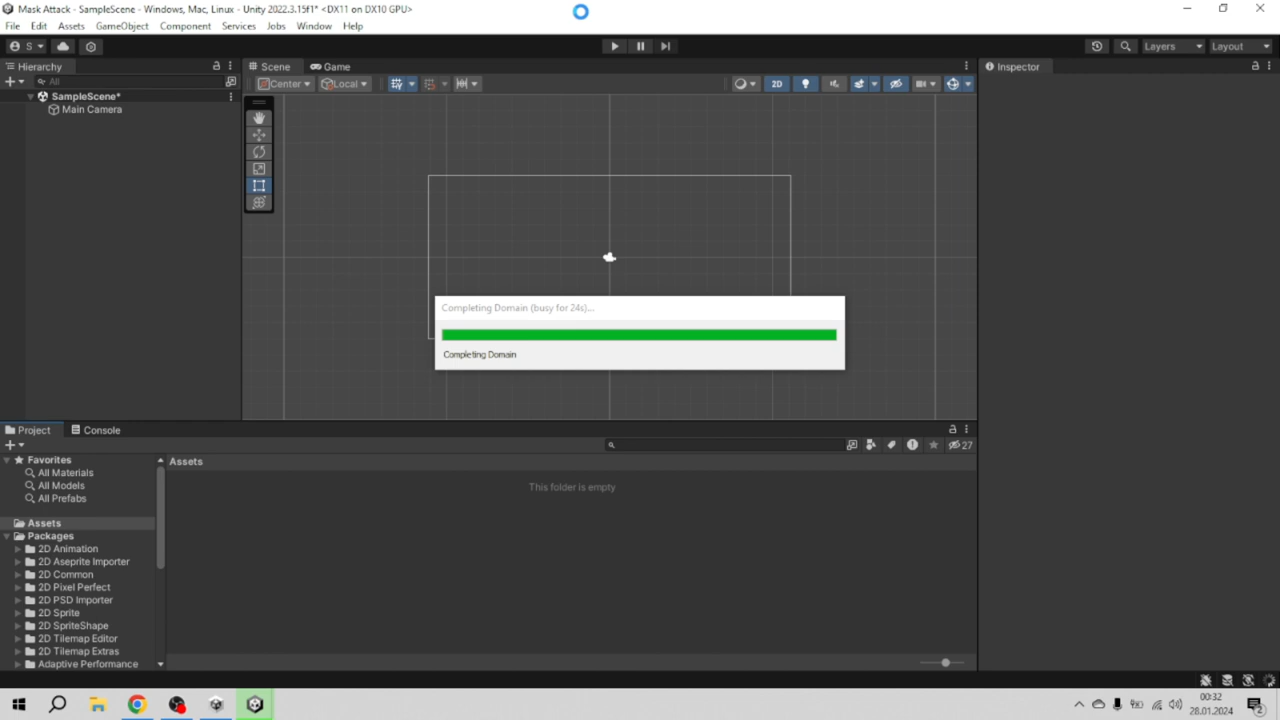 Mask Attack - SampleScene - Windows, Mac, Linux - Unity 2022.3.15f1* <DX11 on DX10 GPU>
File Edit Assets GameObject Component Services Jobs Window Help
S Layers Layout
Hierarchy Scene Game Inspector
All Center Local 2D
SampleScene*
Main Camera
Completing Domain (busy for 24s)...
Completing Domain
Project Console
27
Favorites Assets
All Materials
All Models This folder is empty
All Prefabs
Assets
Packages
2D Animation
2D Aseprite Importer
2D Common
2D Pixel Perfect
2D PSD Importer
2D Sprite
2D SpriteShape
2D Tilemap Editor
2D Tilemap Extras
Adaptive Performance
00:32
28.01.2024
2